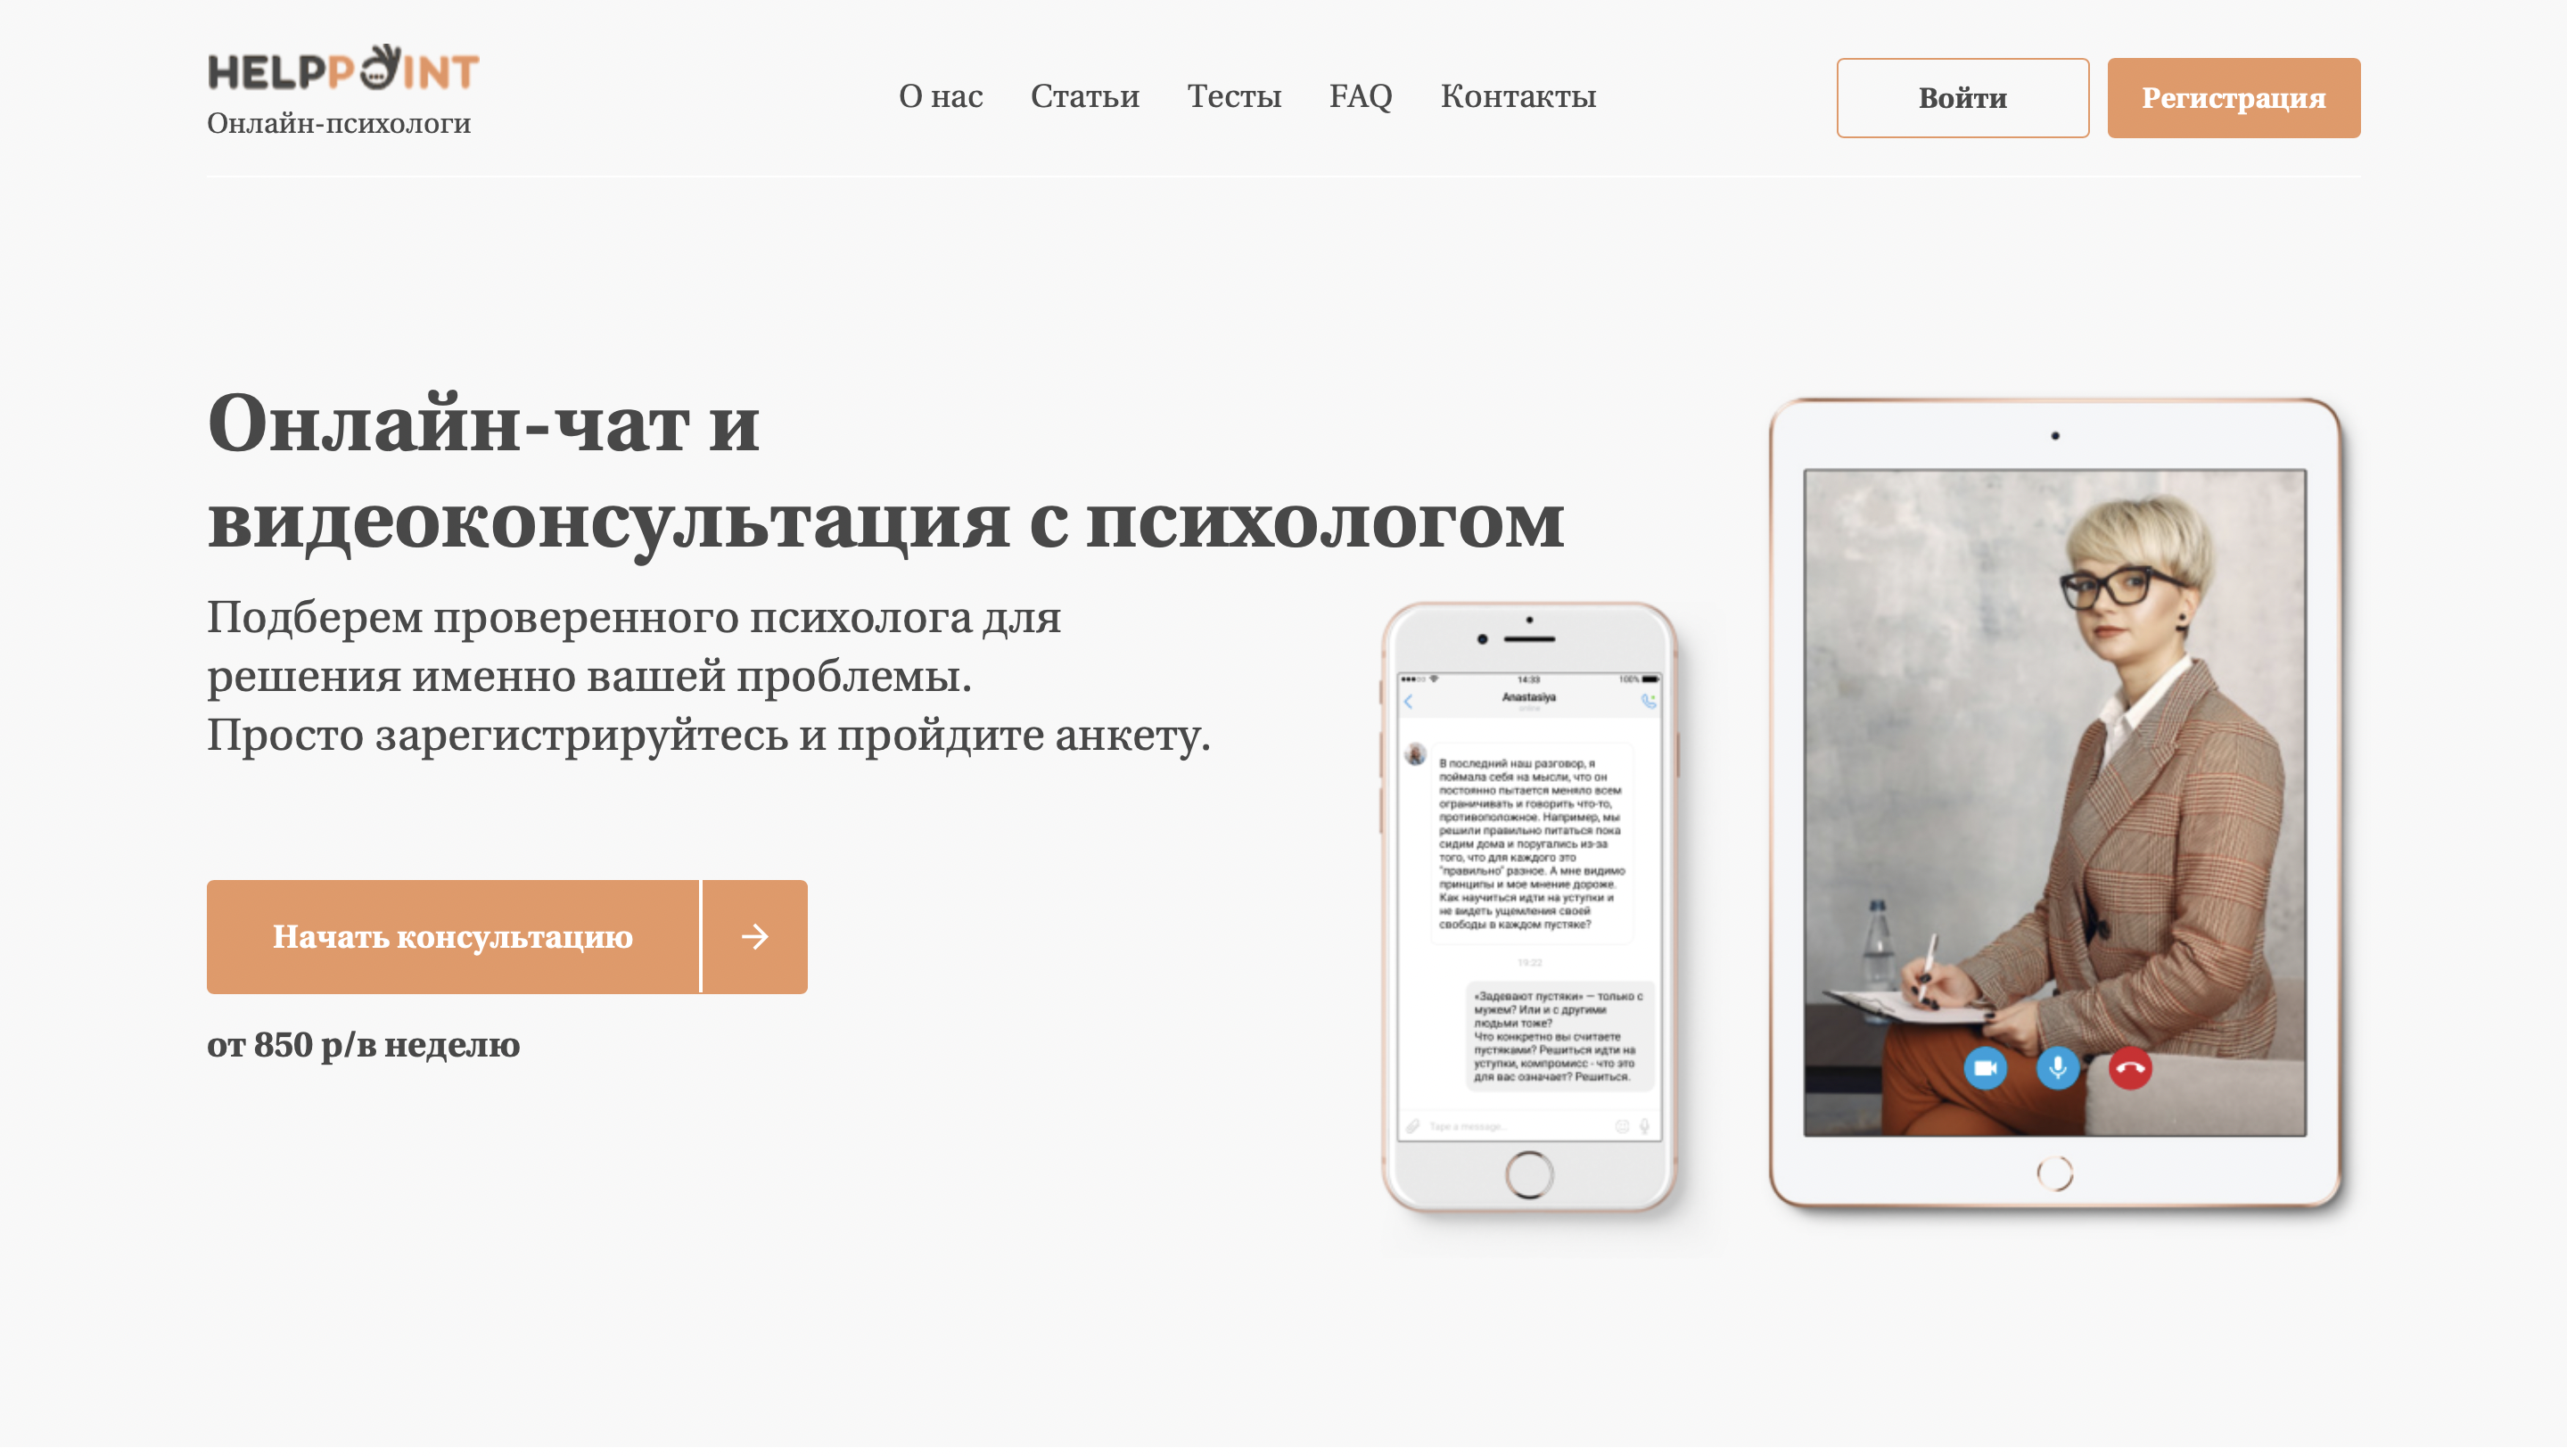 HELPPOINT
Онлайн-психологи
О нас
Статьи
Тесты
FAQ
Контакты
Войти
Регистрация
Онлайн-чат и
видеоконсультация с психологом
Подберем проверенного психолога для
решения именно вашей проблемы.
Просто зарегистрируйтесь и пройдите анкету.
Начать консультацию
от 850 р/в неделю
14:33
100%
Anastasiya
online
В последний наш разговор, я
поймала себя на мысли, что он
постоянно пытается меняло всем
ограничивать и говорить что-то,
противоположное. Например, мы
решили правильно питаться пока
сидим дома и поругались из-за
того, что для каждого это
"правильно" разное. А мне видимо
принципы и мое мнение дороже.
Как научиться идти на уступки и
не видеть ущемления своей
свободы в каждом пустяке?
19:22
«Задевают пустяки» — только с
мужем? Или и с другими
людьми тоже?
Что конкретно вы считаете
пустяками? Решиться идти на
уступки, компромисс - что это
для вас означает? Решиться.
Tape a message...